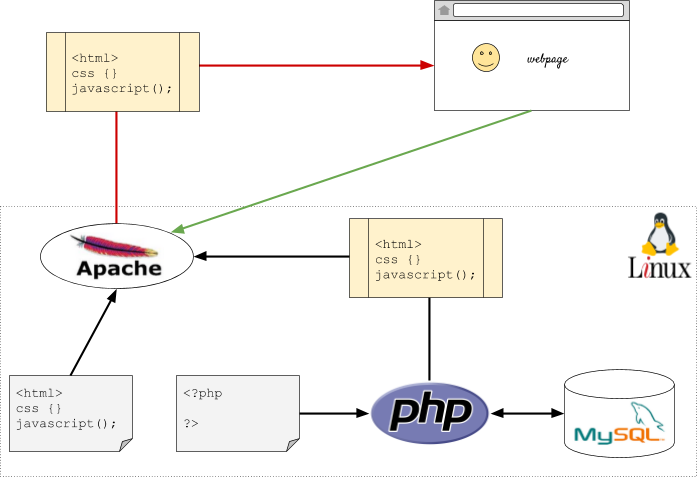 <html>
css {}
javascript();
webpage
Apache
<html>
css {}
javascript();
Linux
<html>
css {}
javascript();
<?php
?>
php
MySQL